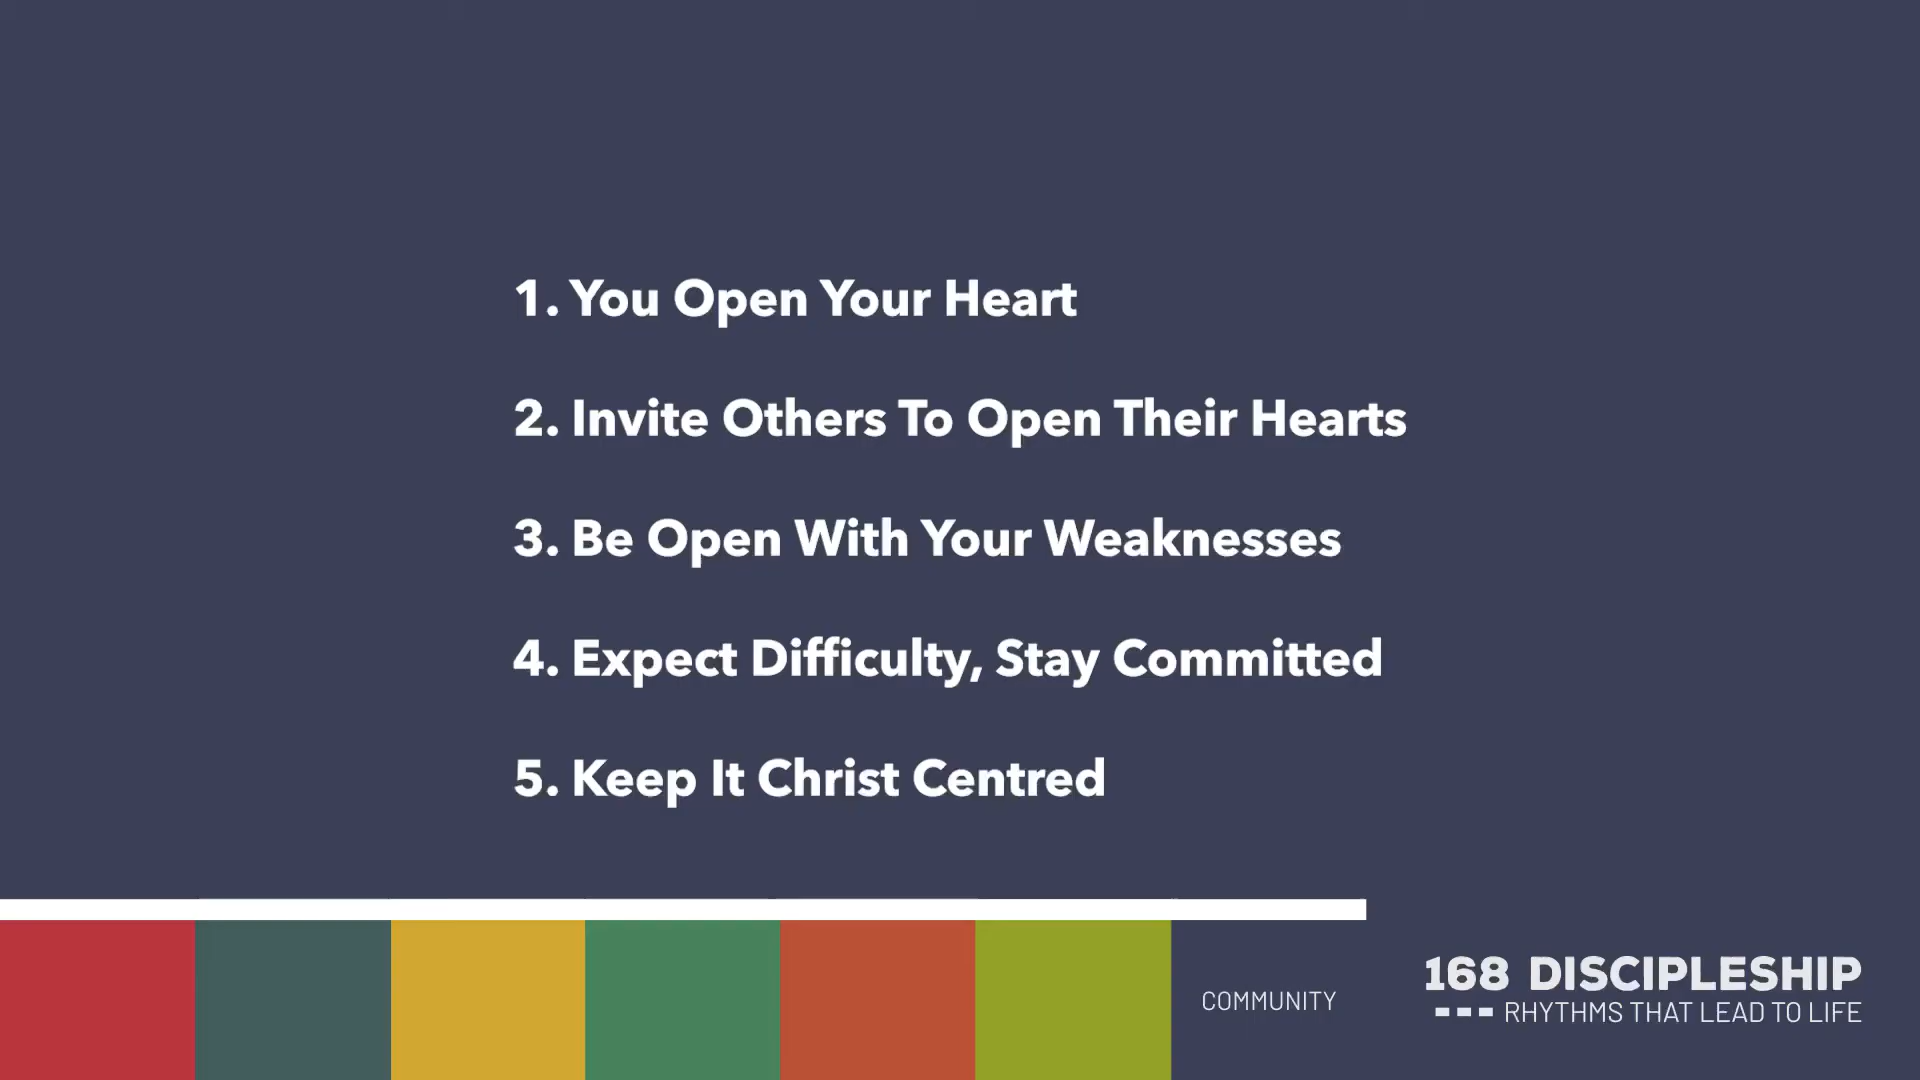 1. You Open Your Heart
2. Invite Others To Open Their Hearts
3. Be Open With Your Weaknesses
4. Expect Difficulty, Stay Committed
5. Keep It Christ Centred
COMMUNITY
168 DISCIPLESHIP
RHYTHMS THAT LEAD TO LIFE